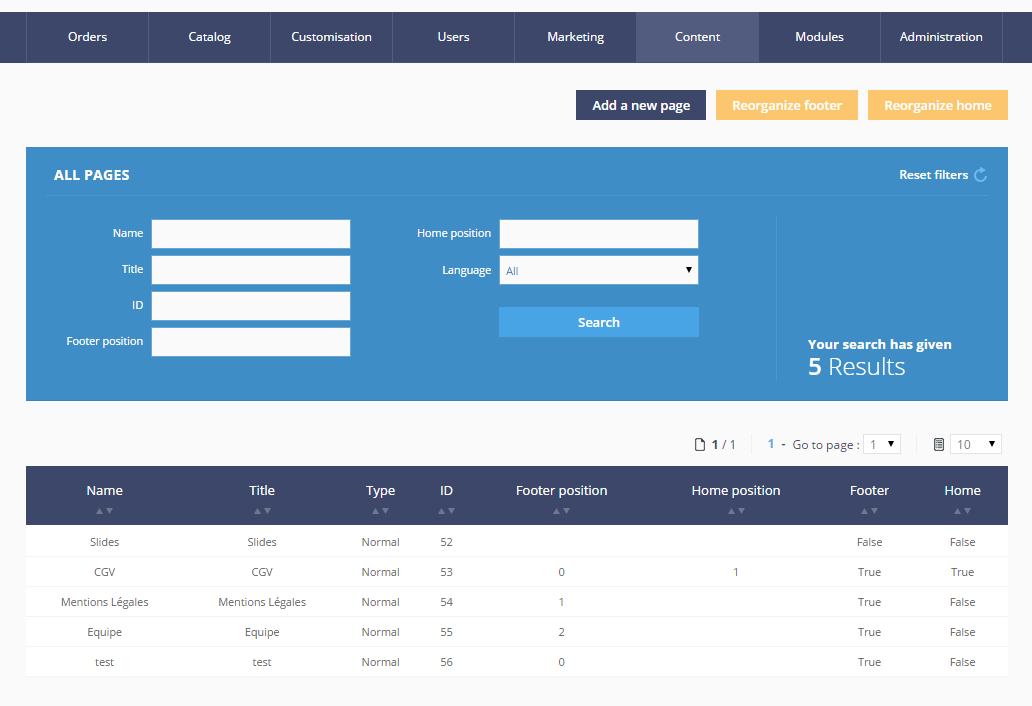 Orders Catalog Customisation Users Marketing Content Modules Administration
Add a new page Reorganize footer Reorganize home
ALL PAGES Reset filters
Name Home position
Title Language All
ID
Search
Footer position
Your search has given
5 Results
1 / 1 1 - Go to page : 1 10
Name Title Type ID Footer position Home position Footer Home
Slides Slides Normal 52 False False
CGV CGV Normal 53 0 1 True True
Mentions Légales Mentions Légales Normal 54 1 True False
Equipe Equipe Normal 55 2 True False
test test Normal 56 0 True False